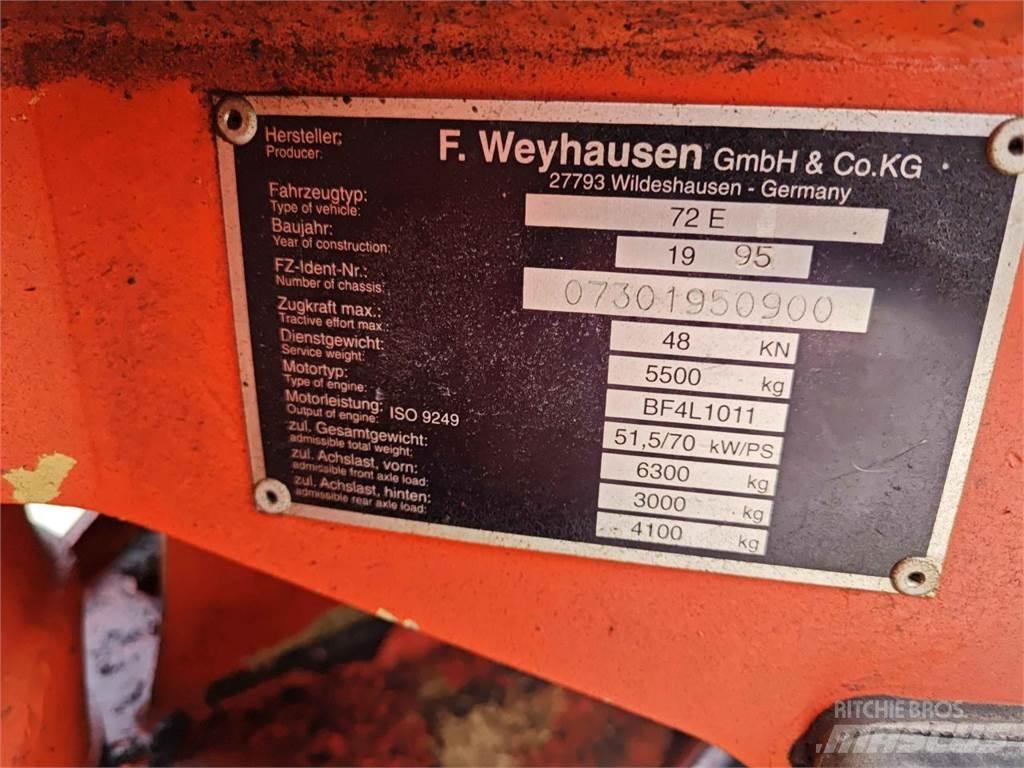 Hersteller:
Producer:
F. Weyhausen GmbH & Co.KG
27793 Wildeshausen - Germany
Fahrzeugtyp:
Type of vehicle:
72 E
Baujahr:
Year of construction:
19 95
FZ-Ident-Nr.:
Number of chassis:
07301950900
Zugkraft max.:
Tractive effort max.:
48 KN
Dienstgewicht:
Service weight:
5500 kg
Motortyp:
Type of engine:
BF4L1011
Motorleistung: ISO 9249
Output of engine:
51,5/70 kW/PS
zul. Gesamtgewicht:
admissible total weight:
6300 kg
zul. Achslast, vorn:
admissible front axle load:
3000 kg
zul. Achslast, hinten:
admissible rear axle load:
4100 kg
RITCHIE BROS.
MASCUS